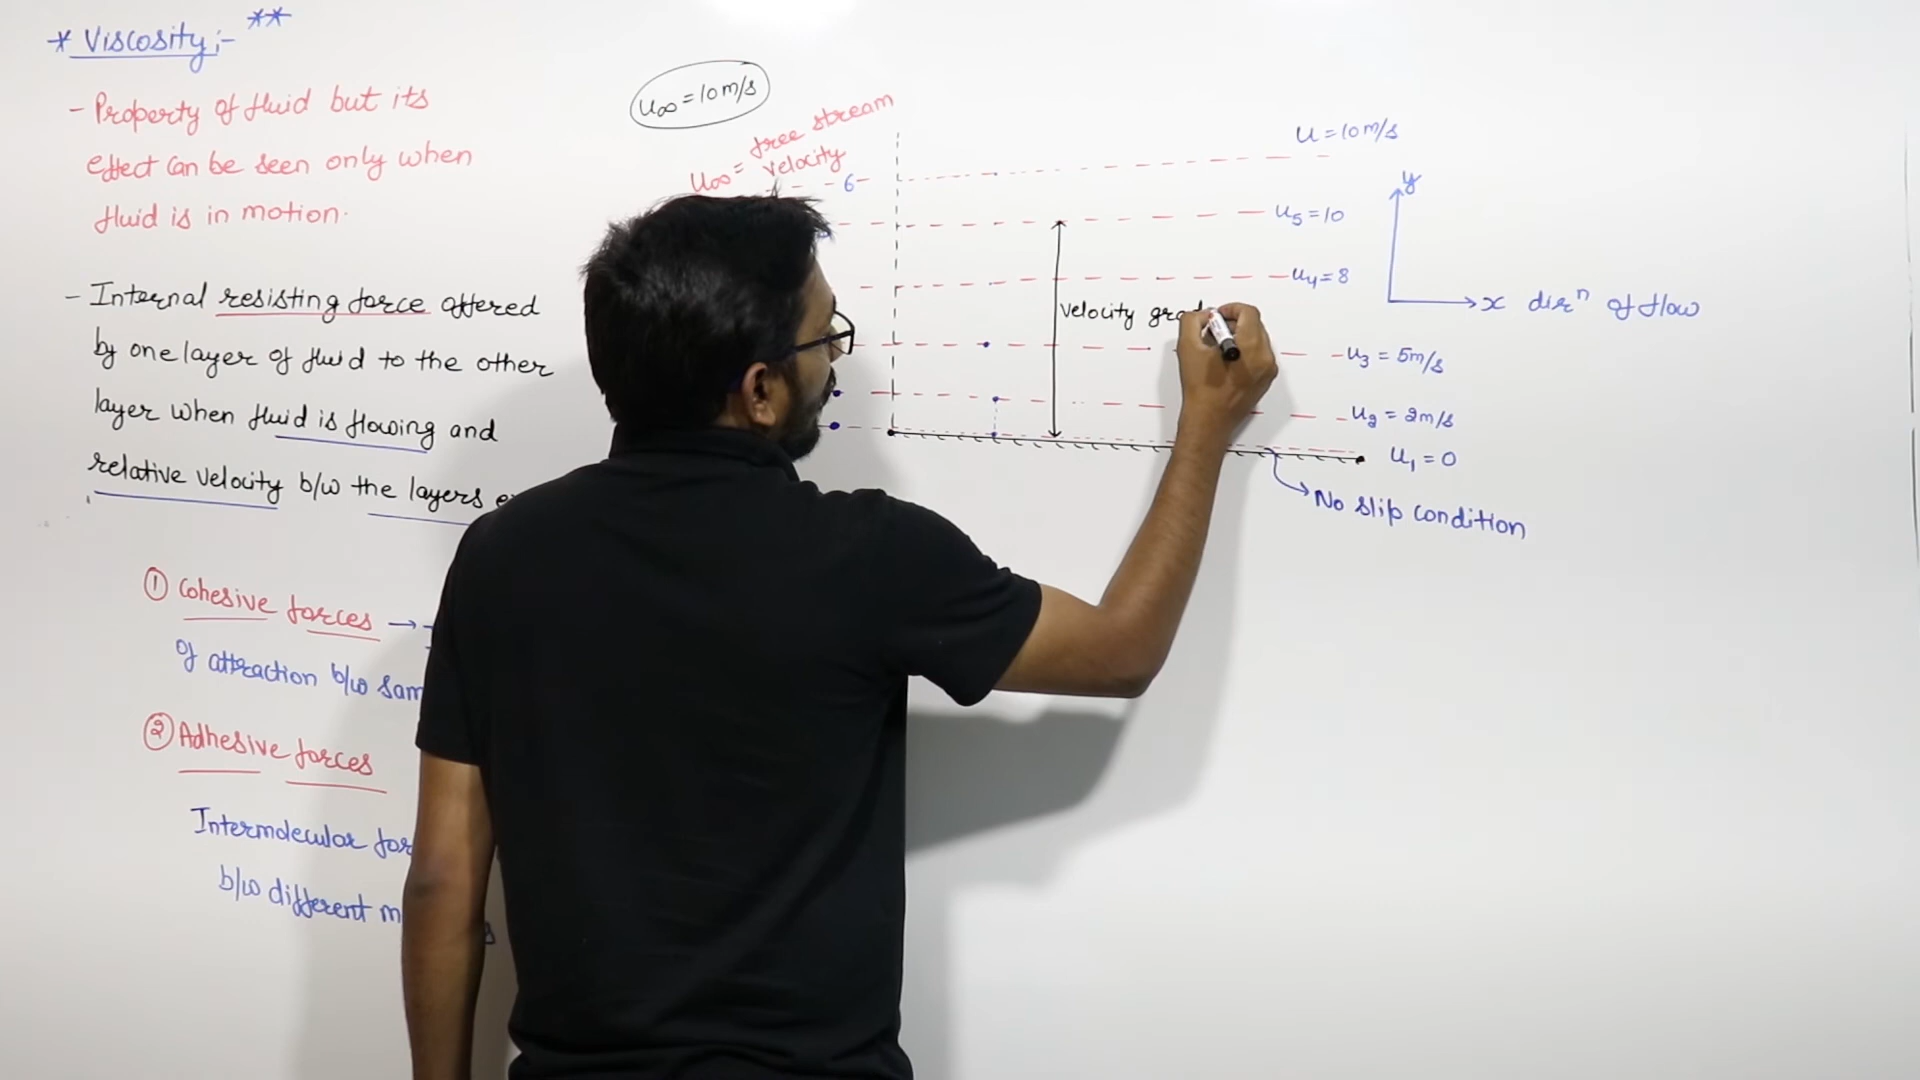 * Viscosity:- **
- Property of fluid but its
effect can be seen only when
fluid is in motion.
- Internal resisting force offered
by one layer of fluid to the other
layer when fluid is flowing and
relative velocity b/w the layers
① Cohesive forces →
of attraction b/w sam
② Adhesive forces
Intermolecular for
b/w different m
u∞ = 10 m/s
u∞ = free stream
velocity
6
u = 10 m/s
u5 = 10
u4 = 8
velocity grad
u3 = 5m/s
u2 = 2m/s
u1 = 0
No slip condition
y
x dirⁿ of flow